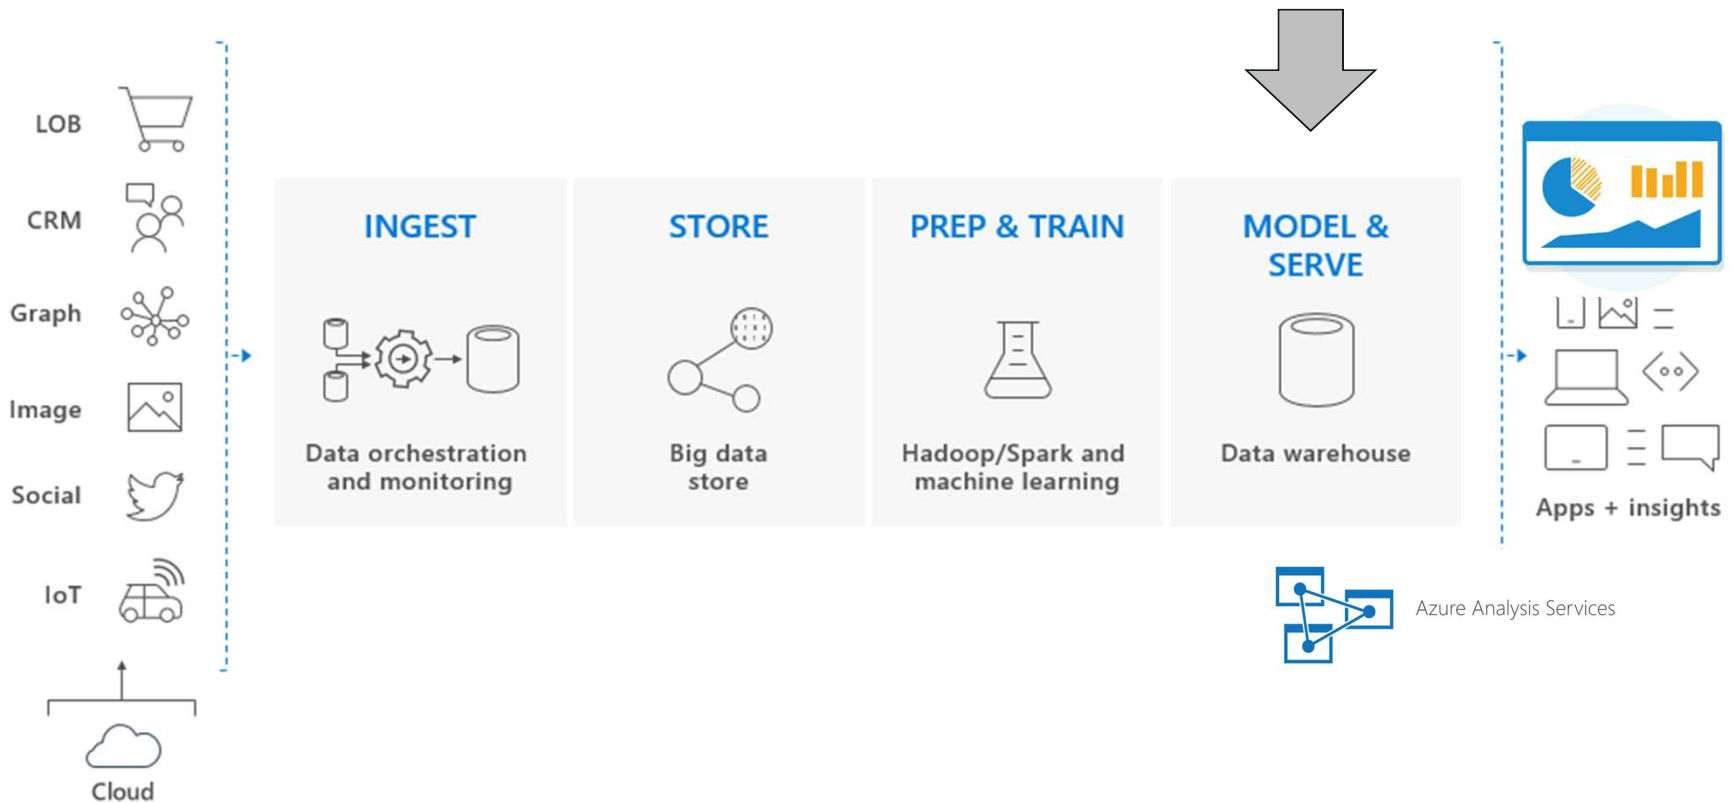 LOB
CRM
Graph
Image
Social
IoT
Cloud
INGEST
Data orchestration
and monitoring
STORE
Big data
store
PREP & TRAIN
Hadoop/Spark and
machine learning
MODEL &
SERVE
Data warehouse
Apps + insights
Azure Analysis Services